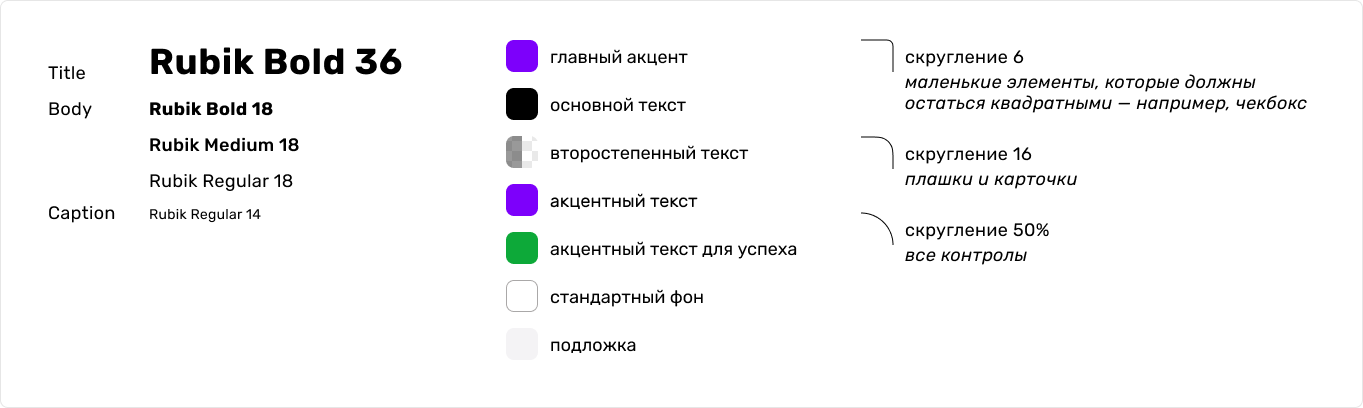 Title
Rubik Bold 36
Body
Rubik Bold 18
Rubik Medium 18
Rubik Regular 18
Caption
Rubik Regular 14
главный акцент
основной текст
второстепенный текст
акцентный текст
акцентный текст для успеха
стандартный фон
подложка
скругление 6
маленькие элементы, которые должны
остаться квадратными — например, чекбокс
скругление 16
плашки и карточки
скругление 50%
все контролы